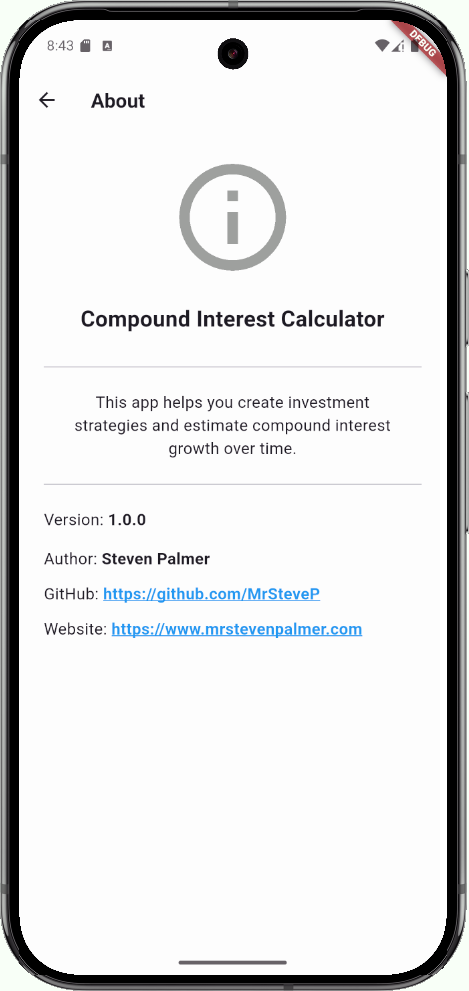 8:43
DEBUG
About
Compound Interest Calculator
This app helps you create investment
strategies and estimate compound interest
growth over time.
Version: 1.0.0
Author: Steven Palmer
GitHub: https://github.com/MrSteveP
Website: https://www.mrstevenpalmer.com